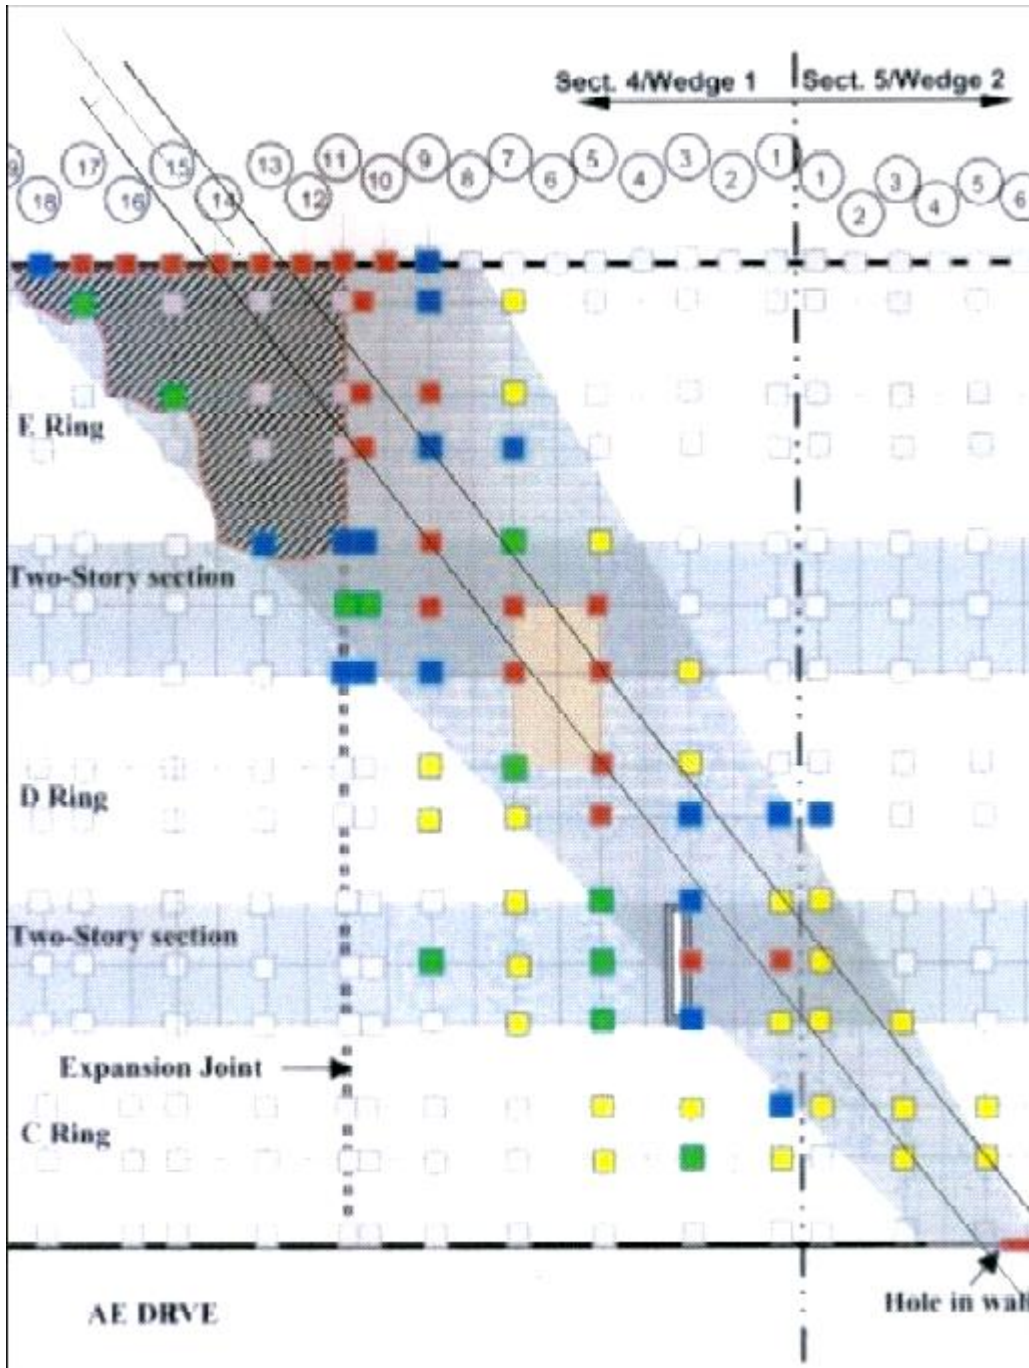 Sect. 4/Wedge 1
Sect. 5/Wedge 2
9 18 17 16 15 14 13 12 11 10 9 8 7 6 5 4 3 2 1 1 2 3 4 5 6
E Ring
Two-Story section
D Ring
Two-Story section
Expansion Joint
C Ring
Hole in wall
AE DRVE